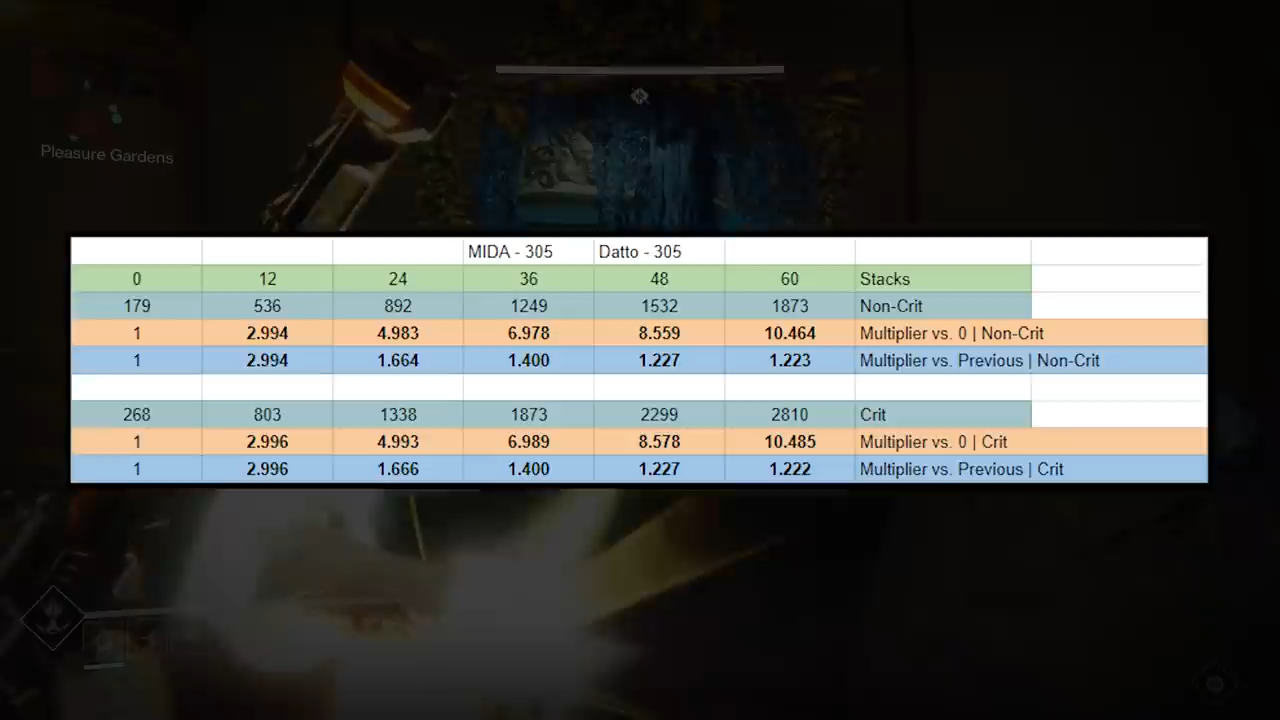 Pleasure Gardens
MIDA - 305 Datto - 305
0 12 24 36 48 60 Stacks
179 536 892 1249 1532 1873 Non-Crit
1 2.994 4.983 6.978 8.559 10.464 Multiplier vs. 0 | Non-Crit
1 2.994 1.664 1.400 1.227 1.223 Multiplier vs. Previous | Non-Crit
268 803 1338 1873 2299 2810 Crit
1 2.996 4.993 6.989 8.578 10.485 Multiplier vs. 0 | Crit
1 2.996 1.666 1.400 1.227 1.222 Multiplier vs. Previous | Crit